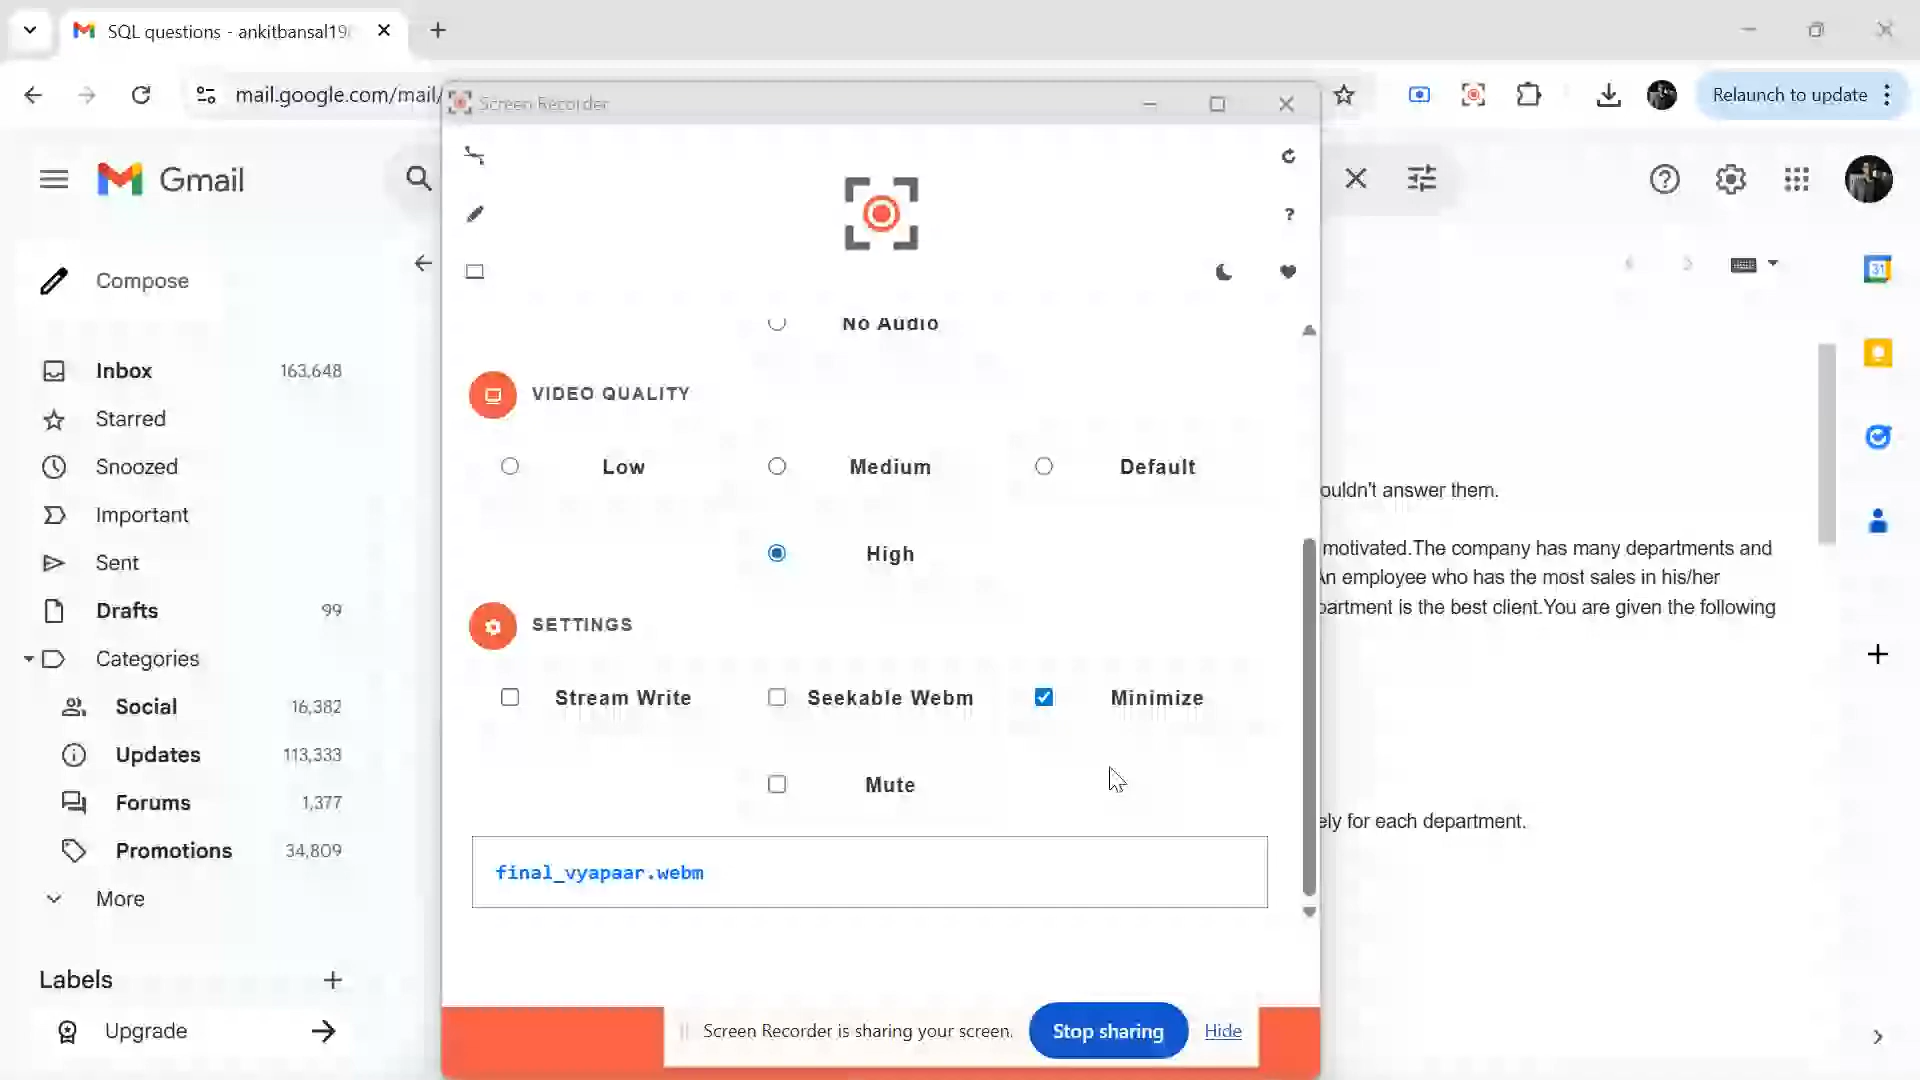 SQL questions - ankitbansal19
mail.google.com/mail/
Relaunch to update
Screen Recorder
Gmail
?
Compose
Inbox 163,648
Starred
Snoozed
Important
Sent
Drafts 99
Categories
Social 16,382
Updates 113,333
Forums 1,377
Promotions 34,809
More
Labels
Upgrade
No Audio
VIDEO QUALITY
Low Medium Default
High
SETTINGS
Stream Write Seekable Webm Minimize
Mute
final_vyapaar.webm
Screen Recorder is sharing your screen. Stop sharing Hide
ouldn't answer them.
motivated.The company has many departments and
An employee who has the most sales in his/her
partment is the best client.You are given the following
ely for each department.
31